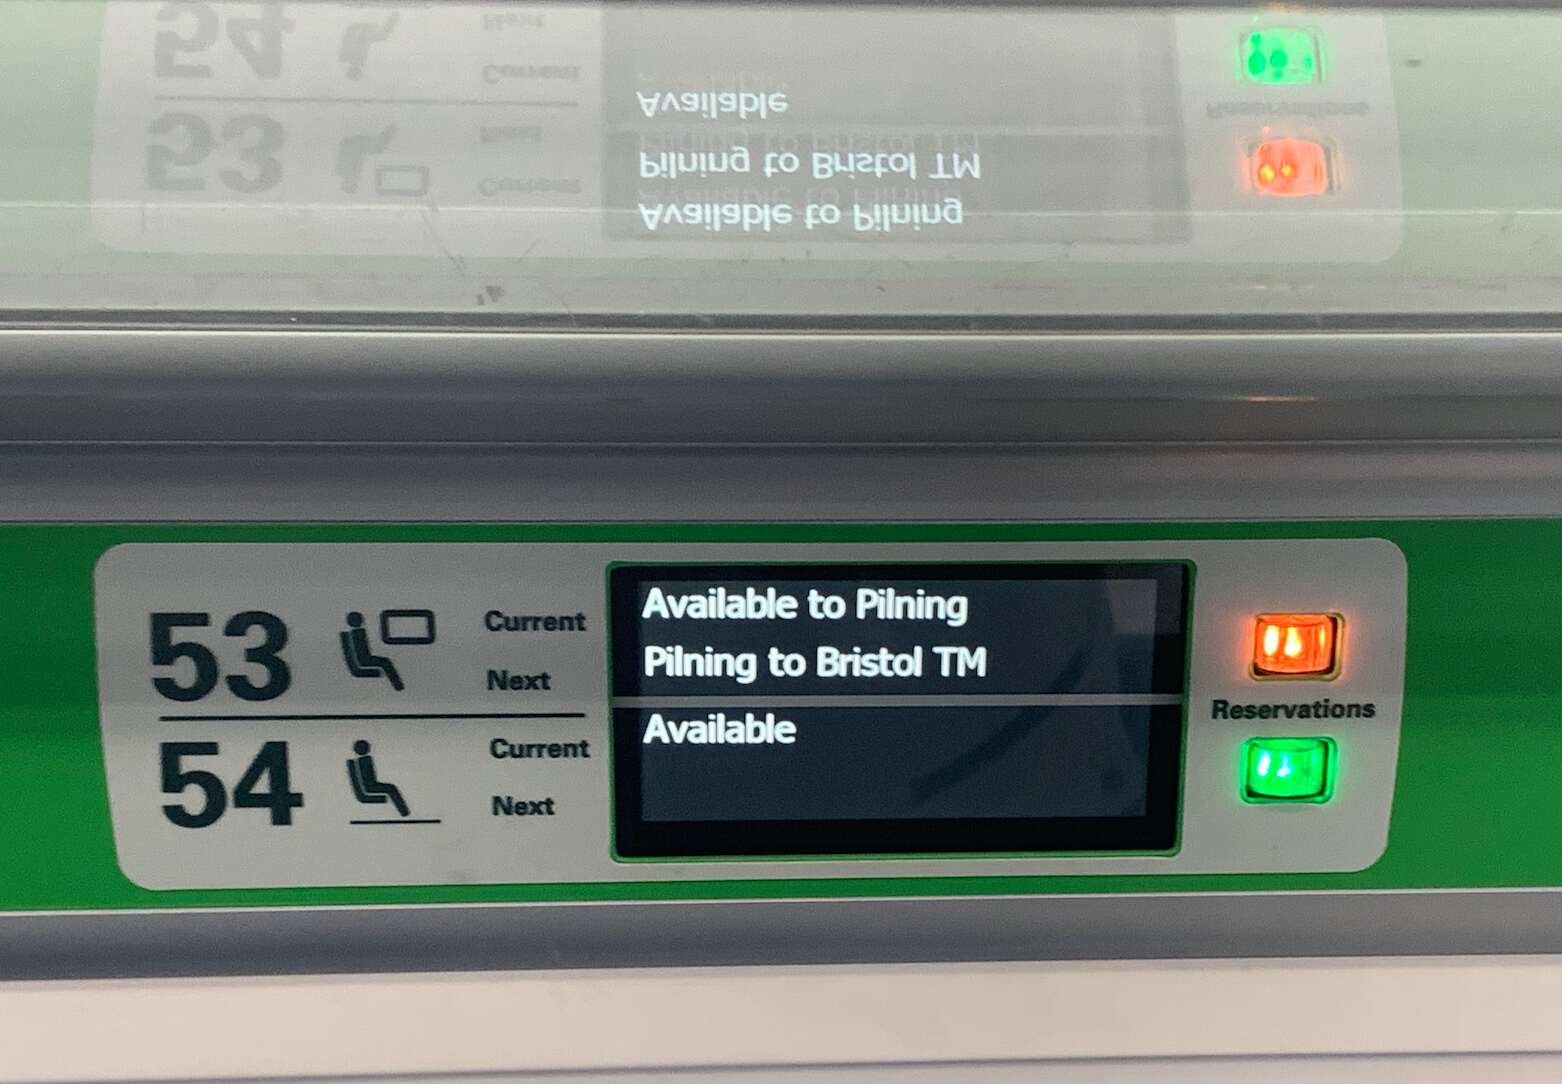 53 Current Available to Pilning
Next Pilning to Bristol TM
Reservations
54 Current Available
Next